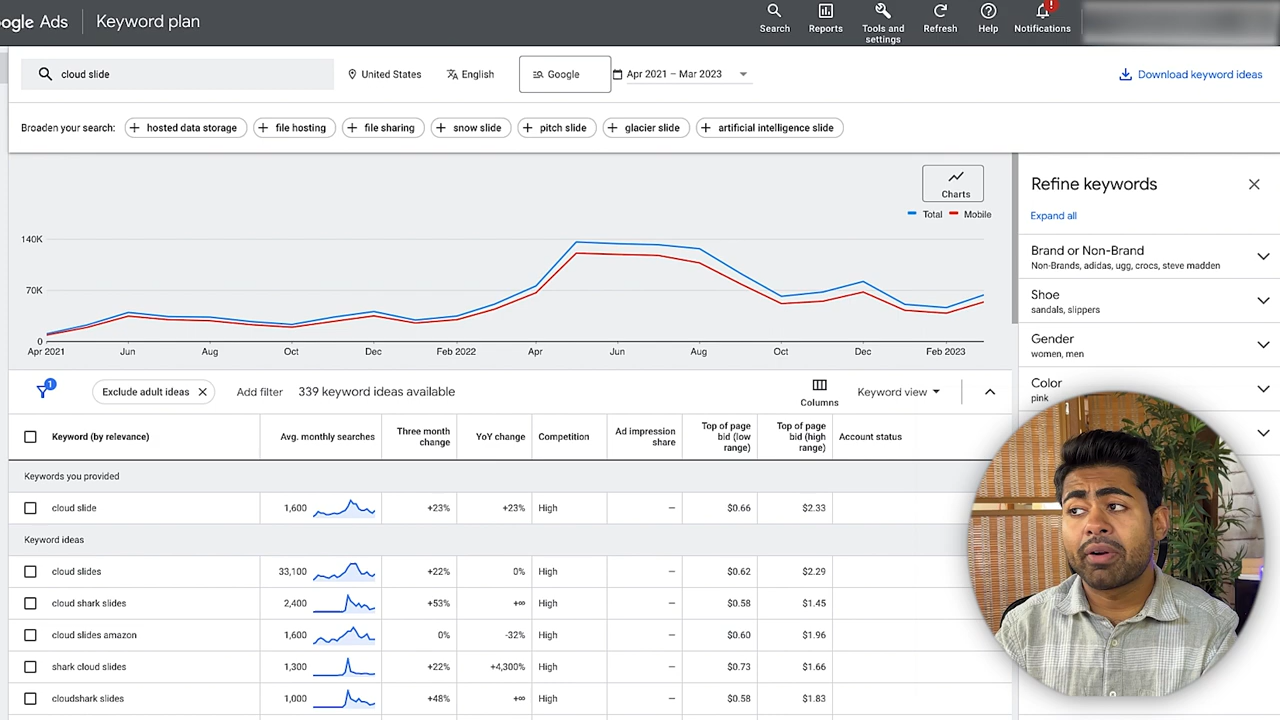 ogle Ads Keyword plan
Search Reports Tools and settings Refresh Help Notifications !
cloud slide United States English Google Apr 2021 – Mar 2023 Download keyword ideas
Broaden your search: + hosted data storage + file hosting + file sharing + snow slide + pitch slide + glacier slide + artificial intelligence slide
Charts
Total Mobile
140K
70K
0
Apr 2021 Jun Aug Oct Dec Feb 2022 Apr Jun Aug Oct Dec Feb 2023
Refine keywords
Expand all
Brand or Non-Brand
Non-Brands, adidas, ugg, crocs, steve madden
Shoe
sandals, slippers
Gender
women, men
Color
pink
1 Exclude adult ideas Add filter 339 keyword ideas available Columns Keyword view
Keyword (by relevance) Avg. monthly searches Three month change YoY change Competition Ad impression share Top of page bid (low range) Top of page bid (high range) Account status
Keywords you provided
cloud slide 1,600 +23% +23% High – $0.66 $2.33
Keyword ideas
cloud slides 33,100 +22% 0% High – $0.62 $2.29
cloud shark slides 2,400 +53% +∞ High – $0.58 $1.45
cloud slides amazon 1,600 0% -32% High – $0.60 $1.96
shark cloud slides 1,300 +22% +4,300% High – $0.73 $1.66
cloudshark slides 1,000 +48% +∞ High – $0.58 $1.83